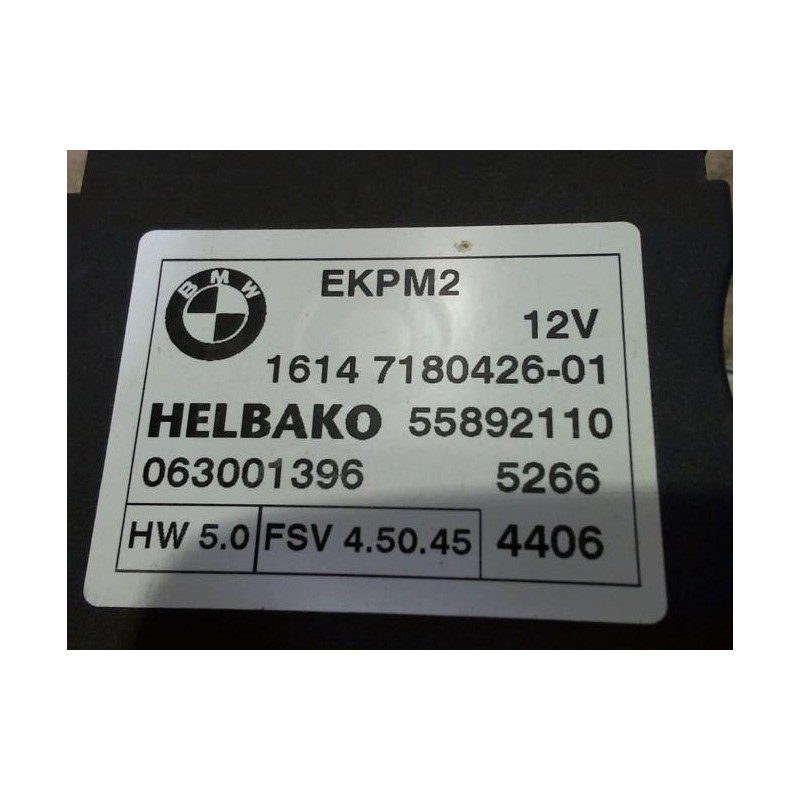 BMW
EKPM2
12V
1614 7180426-01
HELBAKO 55892110
063001396 5266
HW 5.0 FSV 4.50.45 4406